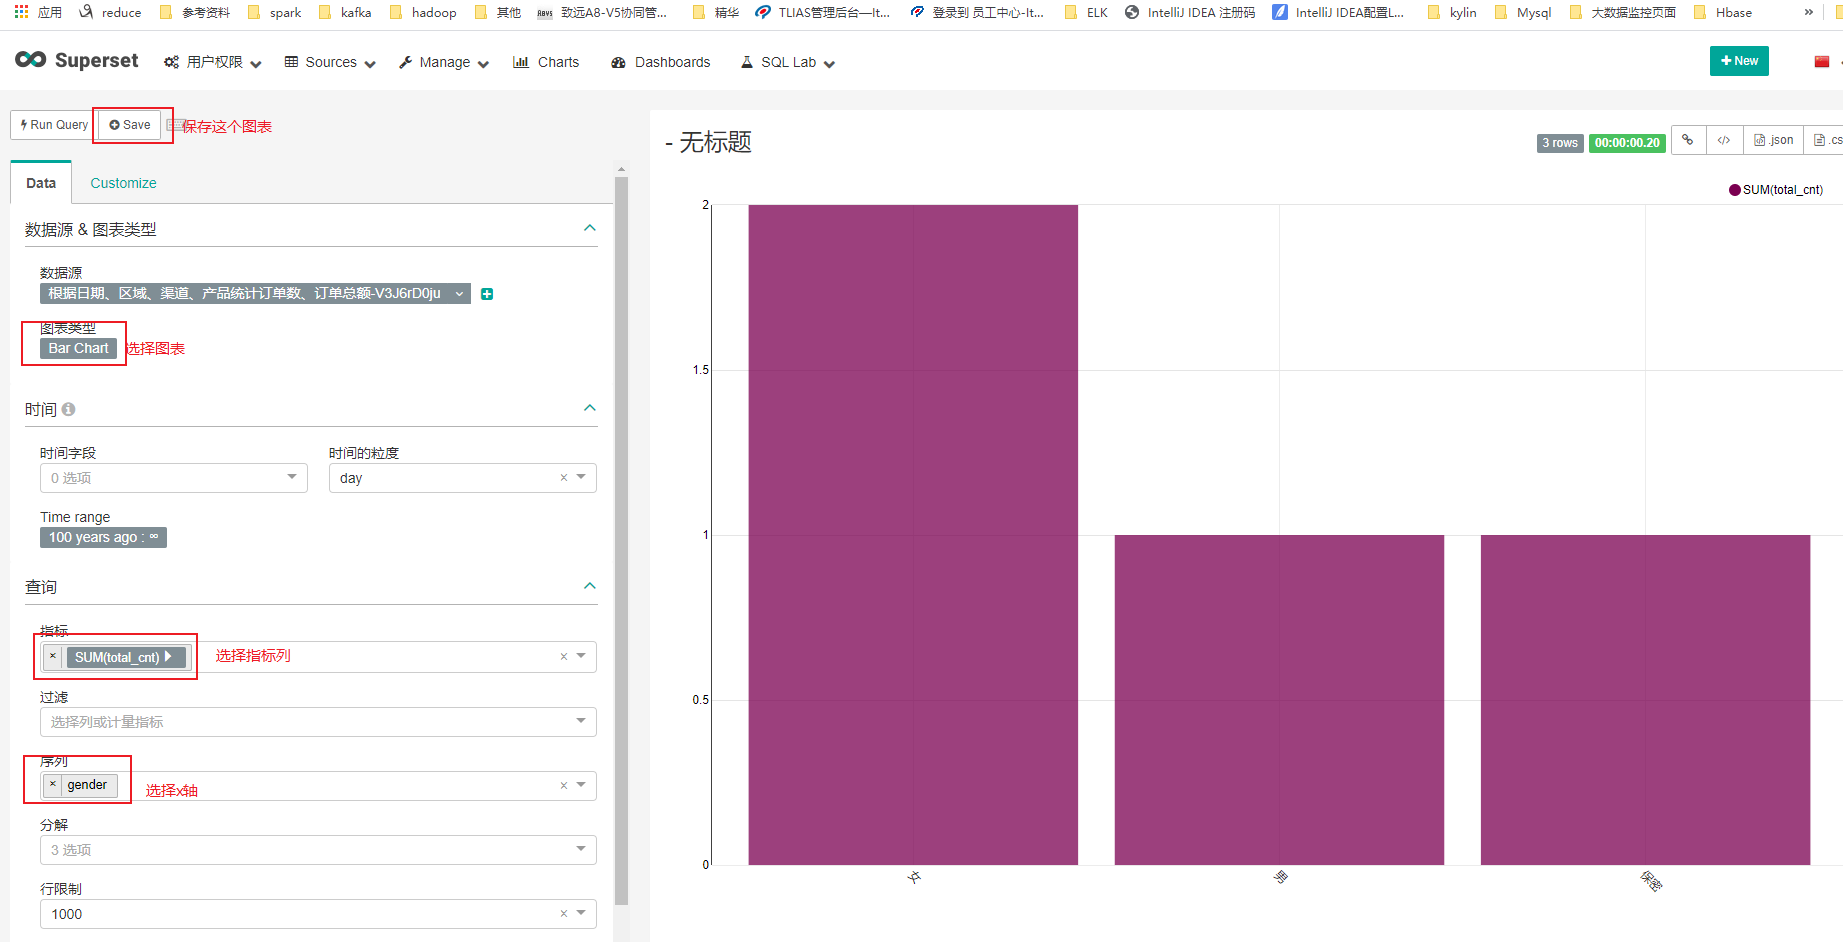 应用 reduce 参考资料 spark kafka hadoop 其他 致远A8-V5协同管... 精华 TLIAS管理后台—It... 登录到 员工中心-It... ELK IntelliJ IDEA 注册码 IntelliJ IDEA配置L... kylin Mysql 大数据监控页面 Hbase »
Superset 用户权限 Sources Manage Charts Dashboards SQL Lab + New
Run Query Save 保存这个图表
Data Customize
数据源 & 图表类型
数据源
根据日期、区域、渠道、产品统计订单数、订单总额-V3J6rD0ju
图表类型
Bar Chart 选择图表
时间
时间字段 时间的粒度
0 选项 day ×
Time range
100 years ago : ∞
查询
指标
× SUM(total_cnt) 选择指标列 ×
过滤
选择列或计量指标
序列
× gender 选择x轴 ×
分解
3 选项
行限制
1000 ×
- 无标题 3 rows 00:00:00.20 </> .json .cs
SUM(total_cnt)
2
1.5
1
0.5
0
女 男 保密